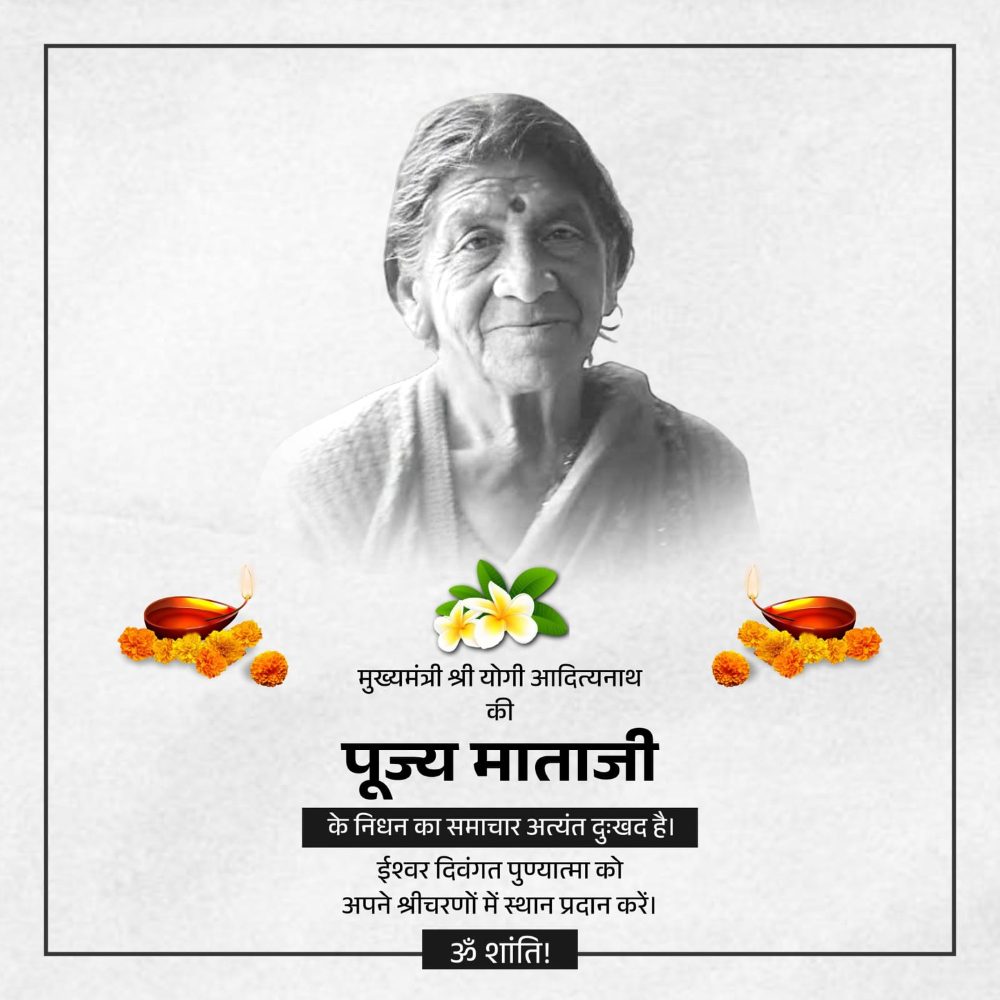 मुख्यमंत्री श्री योगी आदित्यनाथ
की
पूज्य माताजी
के निधन का समाचार अत्यंत दुःखद है।
ईश्वर दिवंगत पुण्यात्मा को
अपने श्रीचरणों में स्थान प्रदान करें।
ॐ शांति!